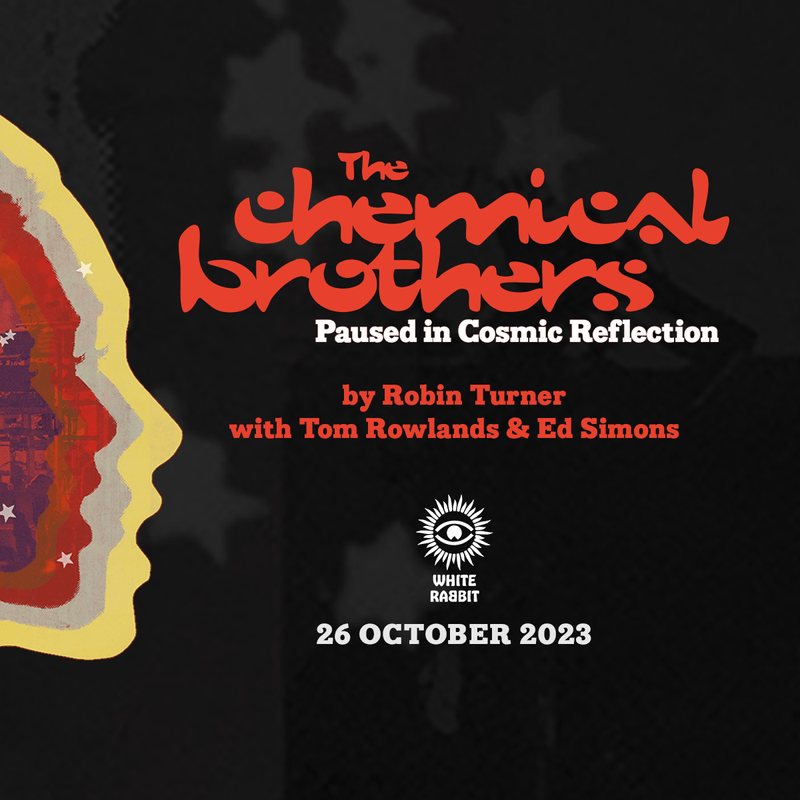 The
chemical
brothers
Paused in Cosmic Reflection
by Robin Turner
with Tom Rowlands & Ed Simons
WHITE
RABBIT
26 OCTOBER 2023